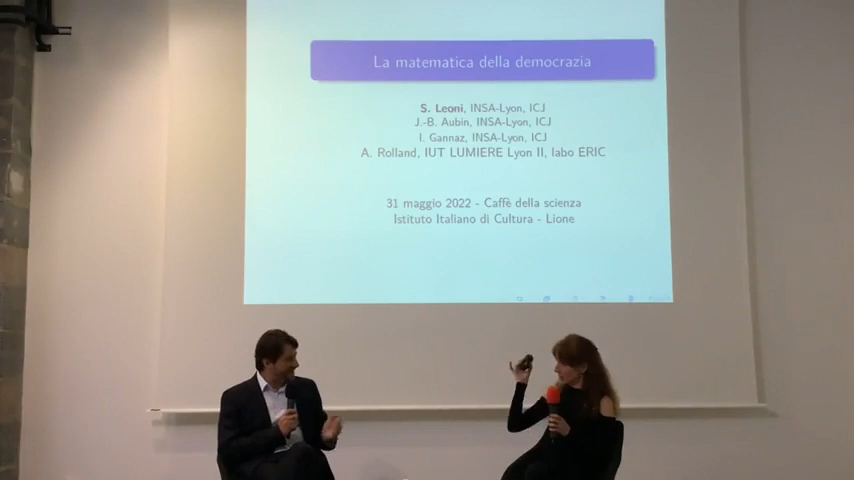 La matematica della democrazia
S. Leoni, INSA-Lyon, ICJ
J.-B. Aubin, INSA-Lyon, ICJ
I. Gannaz, INSA-Lyon, ICJ
A. Rolland, IUT LUMIERE Lyon II, labo ERIC
31 maggio 2022 - Caffè della scienza
Istituto Italiano di Cultura - Lione